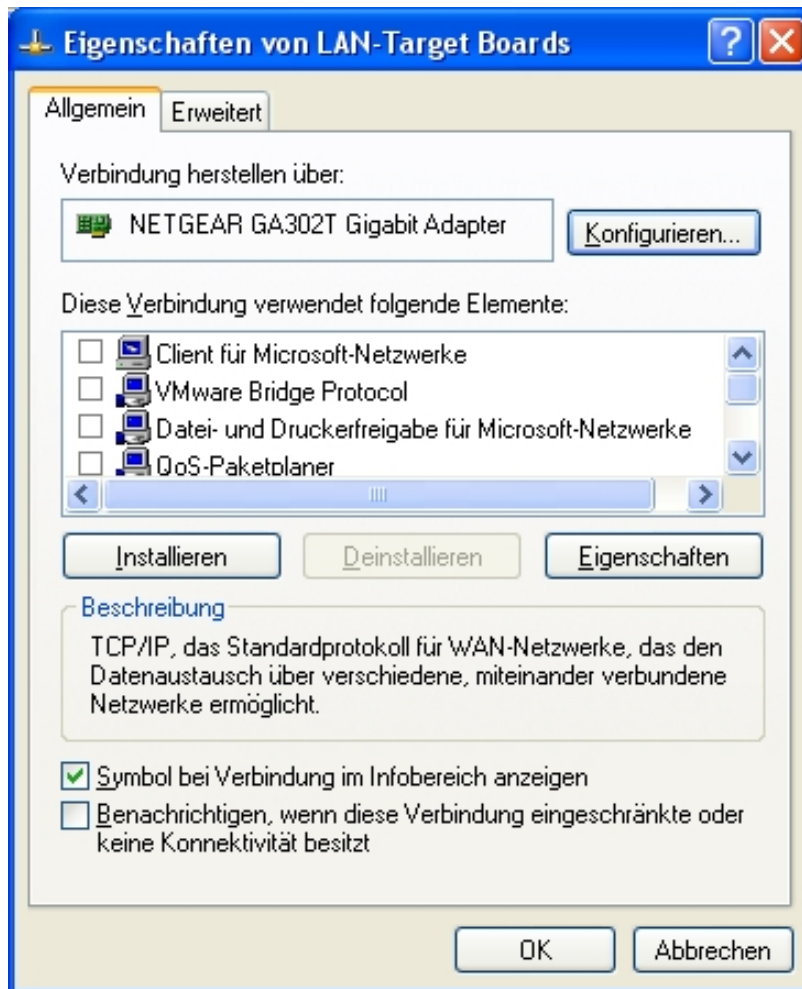 Eigenschaften von LAN-Target Boards
Allgemein
Erweitert
Verbindung herstellen über:
NETGEAR GA302T Gigabit Adapter
Konfigurieren...
Diese Verbindung verwendet folgende Elemente:
Client für Microsoft-Netzwerke
VMware Bridge Protocol
Datei- und Druckerfreigabe für Microsoft-Netzwerke
QoS-Paketplaner
Installieren
Deinstallieren
Eigenschaften
Beschreibung
TCP/IP, das Standardprotokoll für WAN-Netzwerke, das den
Datenaustausch über verschiedene, miteinander verbundene
Netzwerke ermöglicht.
Symbol bei Verbindung im Infobereich anzeigen
Benachrichtigen, wenn diese Verbindung eingeschränkte oder
keine Konnektivität besitzt
OK
Abbrechen